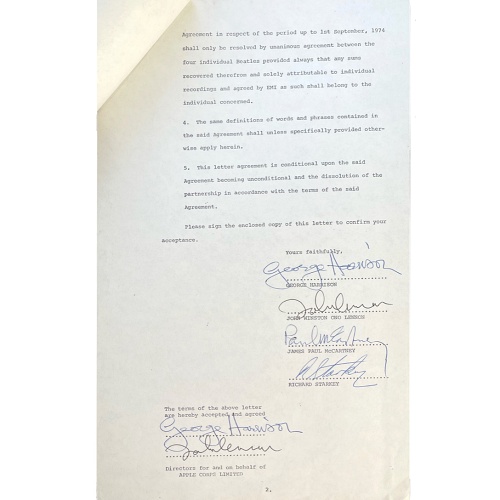 Agreement in respect of the period up to 1st September, 1974
shall only be resolved by unanimous agreement between the
four individual Beatles provided always that any sums
recovered therefrom and solely attributable to individual
recordings and agreed by EMI as such shall belong to the
individual concerned.
4. The same definitions of words and phrases contained in
the said Agreement shall unless specifically provided other-
wise apply herein.
5. This letter agreement is conditional upon the said
Agreement becoming unconditional and the dissolution of the
partnership in accordance with the terms of the said
Agreement.
Please sign the enclosed copy of this letter to confirm your
acceptance.
Yours faithfully,
George Harrison
GEORGE HARRISON
John Lennon
JOHN WINSTON ONO LENNON
Paul McCartney
JAMES PAUL McCARTNEY
R Starkey
RICHARD STARKEY
The terms of the above letter
are hereby accepted and agreed
George Harrison
John Lennon
Directors for and on behalf of
APPLE CORPS LIMITED
2.